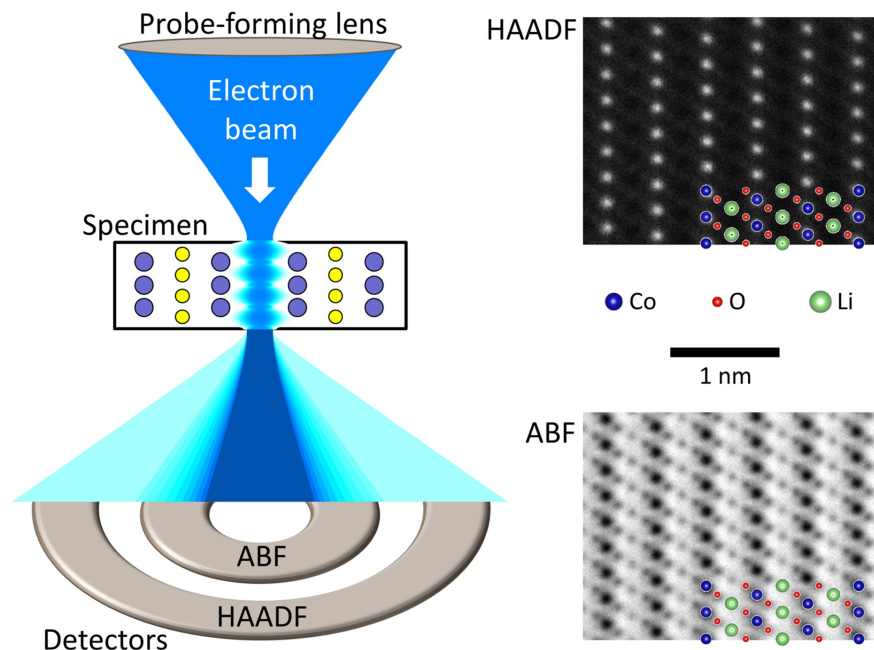 Probe-forming lens
Electron
beam
Specimen
ABF
HAADF
Detectors
HAADF
Co
O
Li
1 nm
ABF